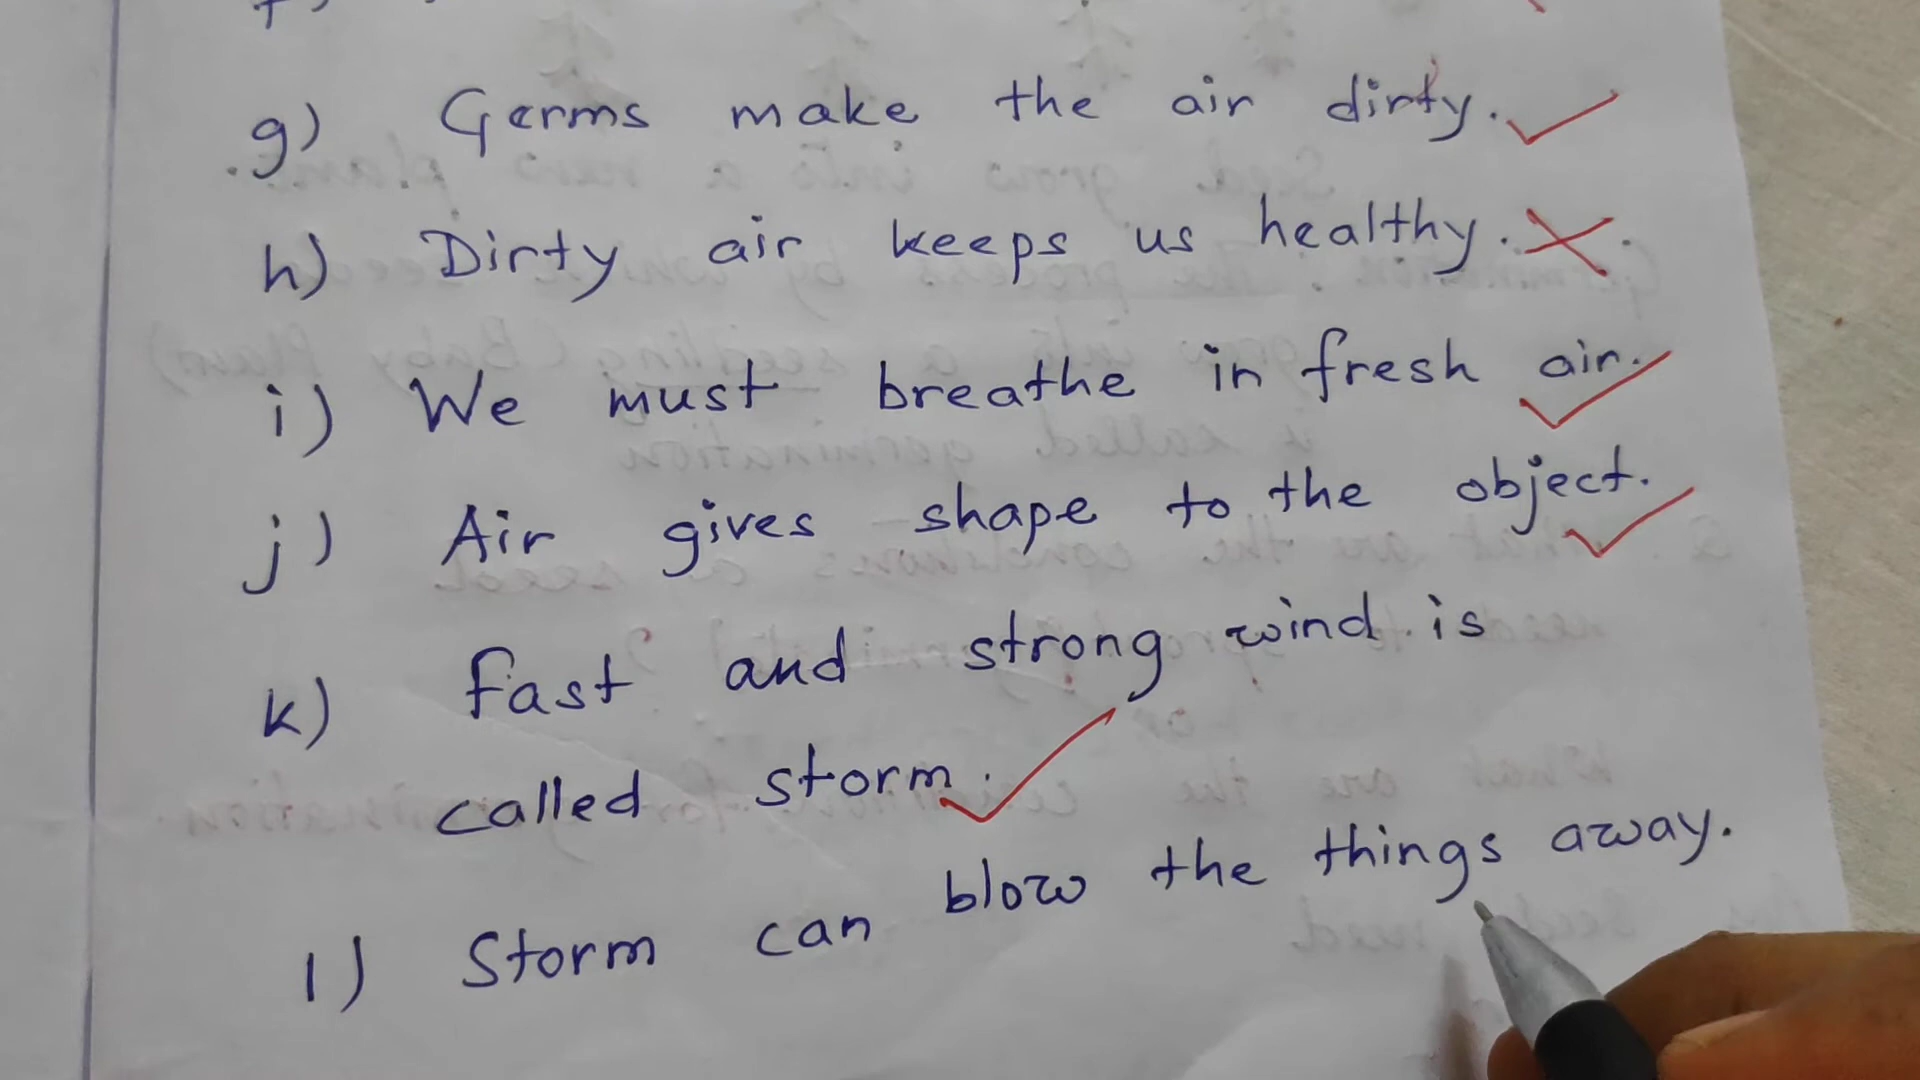 g) Germs make the air dirty.
h) Dirty air keeps us healthy.
i) We must breathe in fresh air.
j) Air gives shape to the object.
k) Fast and strong wind is
called storm.
l) Storm can blow the things away.